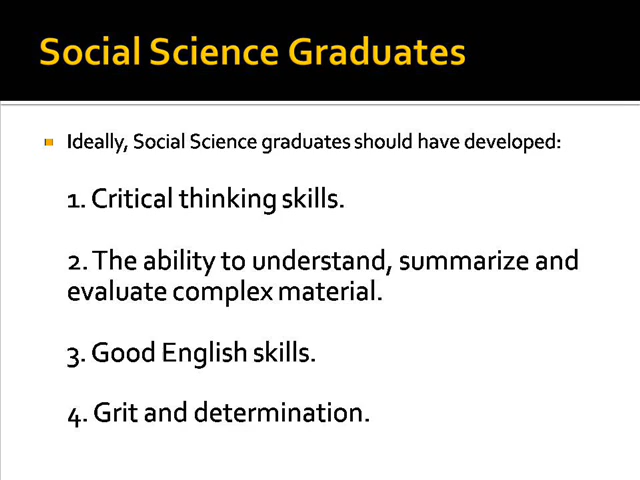 Social Science Graduates
Ideally, Social Science graduates should have developed:
1. Critical thinking skills.
2. The ability to understand, summarize and
evaluate complex material.
3. Good English skills.
4. Grit and determination.